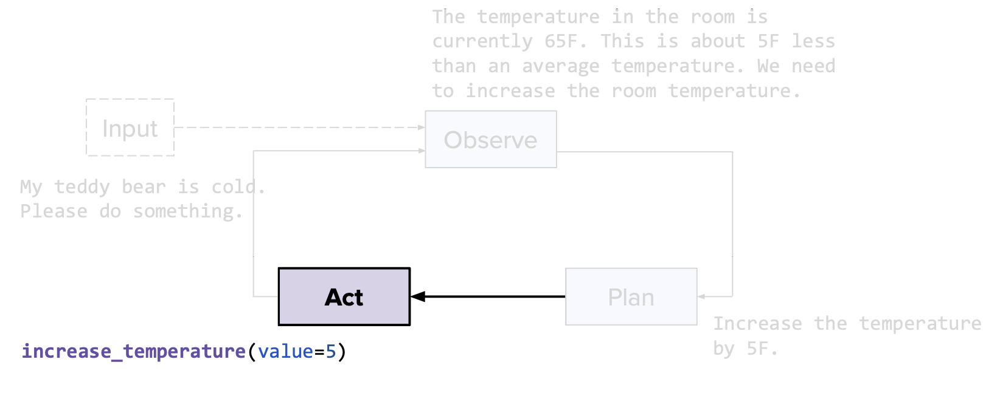 The temperature in the room is
currently 65F. This is about 5F less
than an average temperature. We need
to increase the room temperature.
Input
Observe
My teddy bear is cold.
Please do something.
Act
Plan
Increase the temperature
by 5F.
increase_temperature(value=5)